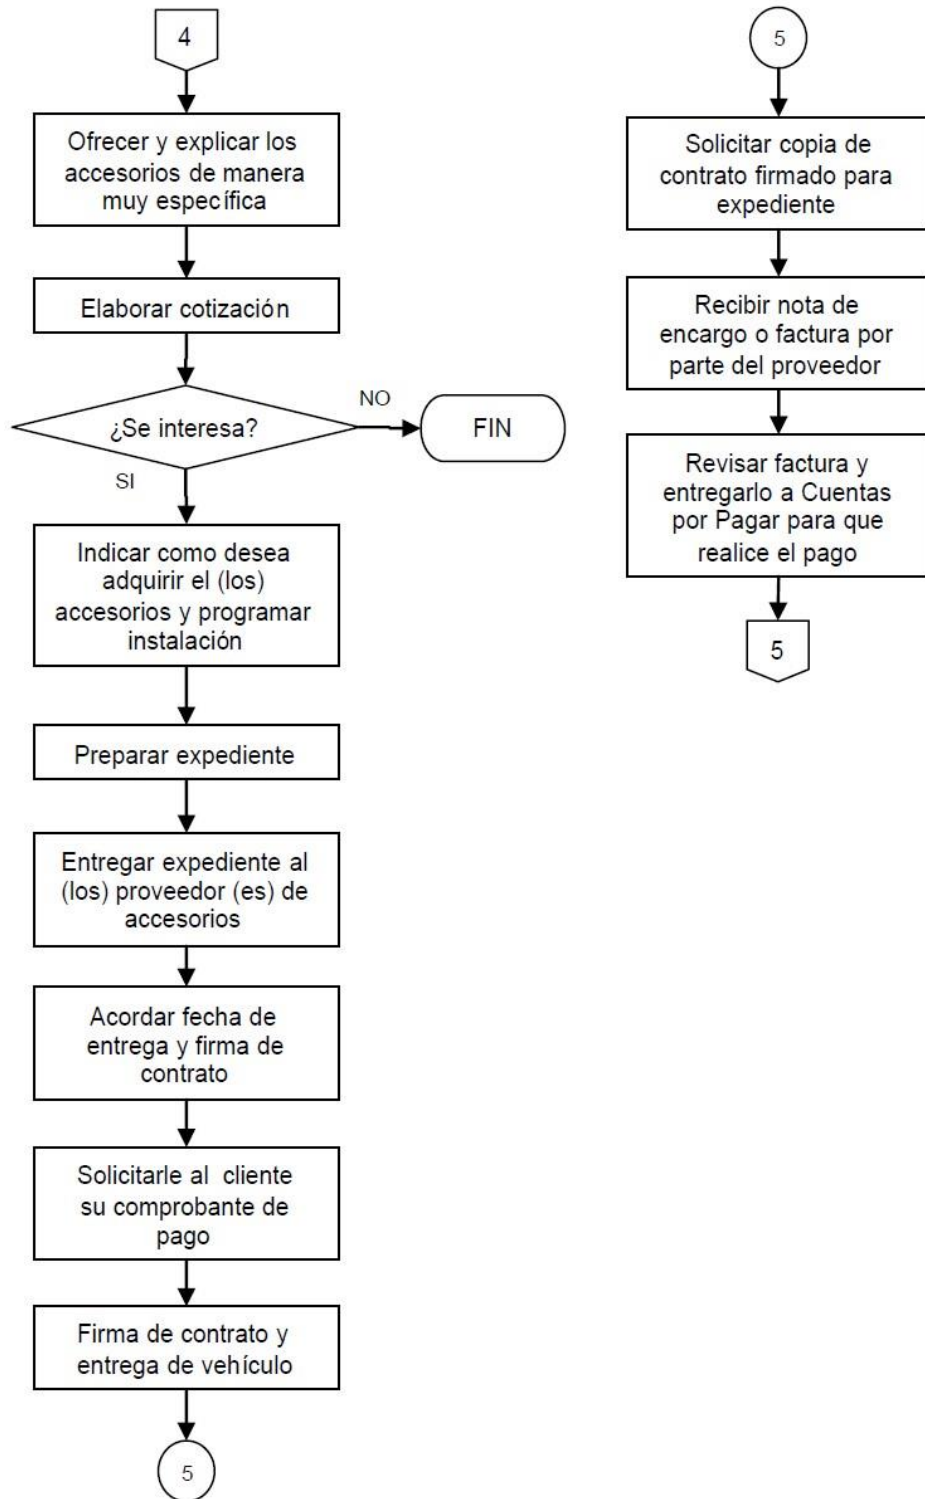 4
Ofrecer y explicar los
accesorios de manera
muy específica
Elaborar cotización
¿Se interesa?
NO
FIN
SI
Indicar como desea
adquirir el (los)
accesorios y programar
instalación
Preparar expediente
Entregar expediente al
(los) proveedor (es) de
accesorios
Acordar fecha de
entrega y firma de
contrato
Solicitarle al cliente
su comprobante de
pago
Firma de contrato y
entrega de vehículo
5
5
Solicitar copia de
contrato firmado para
expediente
Recibir nota de
encargo o factura por
parte del proveedor
Revisar factura y
entregarlo a Cuentas
por Pagar para que
realice el pago
5